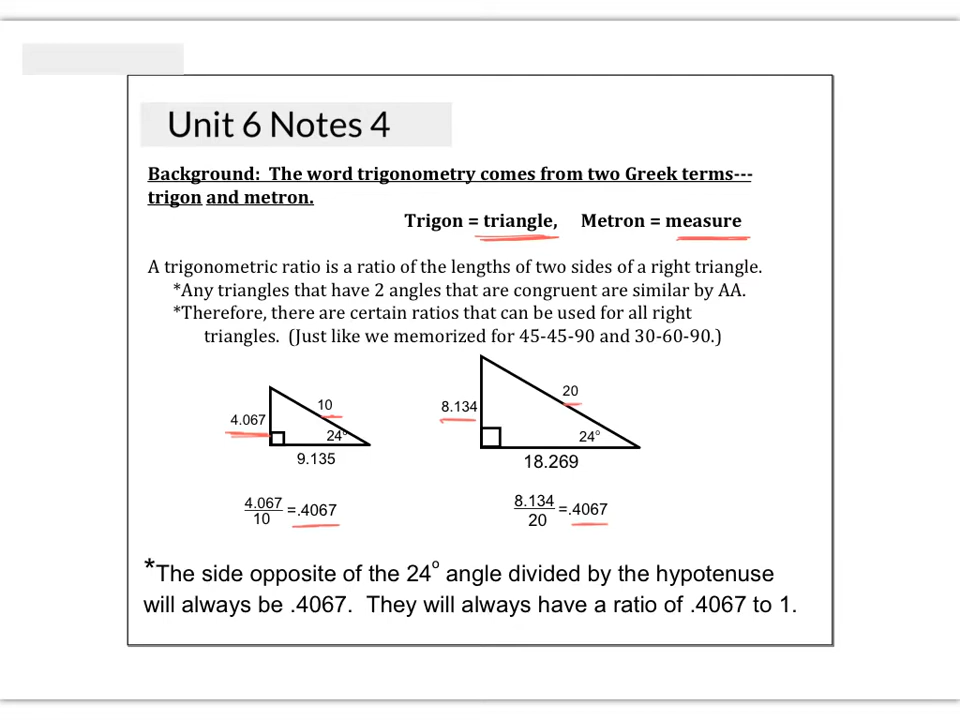 Unit 6 Notes 4
Background:  The word trigonometry comes from two Greek terms---
trigon and metron.
Trigon = triangle,    Metron = measure
A trigonometric ratio is a ratio of the lengths of two sides of a right triangle.
*Any triangles that have 2 angles that are congruent are similar by AA.
*Therefore, there are certain ratios that can be used for all right
triangles.  (Just like we memorized for 45-45-90 and 30-60-90.)
4.067
10
24°
9.135
8.134
20
24°
18.269
4.067
10
=.4067
8.134
20
=.4067
*The side opposite of the 24° angle divided by the hypotenuse
will always be .4067.  They will always have a ratio of .4067 to 1.